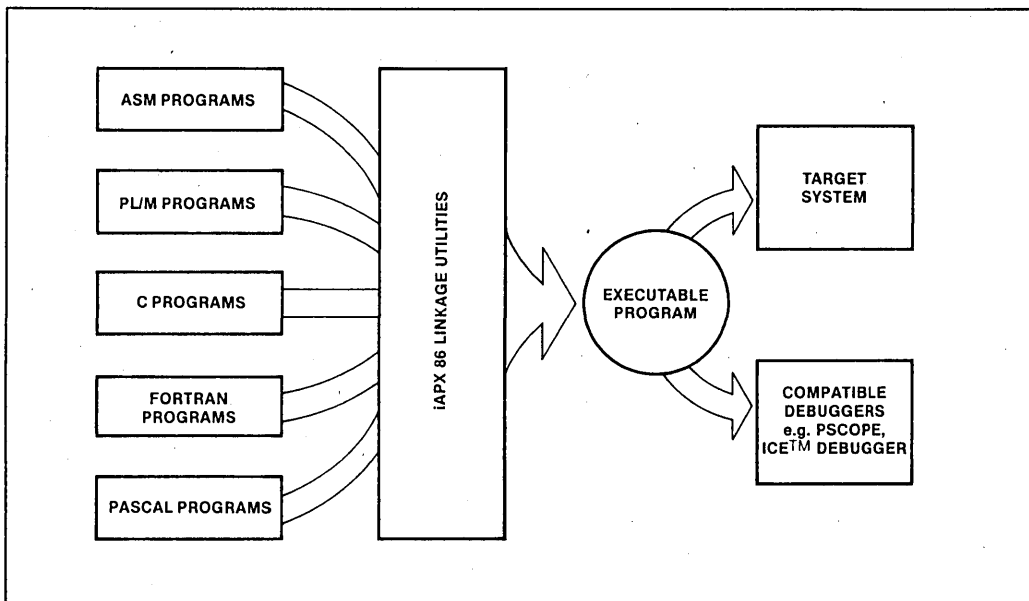 ASM PROGRAMS
PL/M PROGRAMS
C PROGRAMS
FORTRAN
PROGRAMS
PASCAL PROGRAMS
iAPX 86 LINKAGE UTILITIES
EXECUTABLE
PROGRAM
TARGET
SYSTEM
COMPATIBLE
DEBUGGERS
e.g. PSCOPE,
ICE™ DEBUGGER